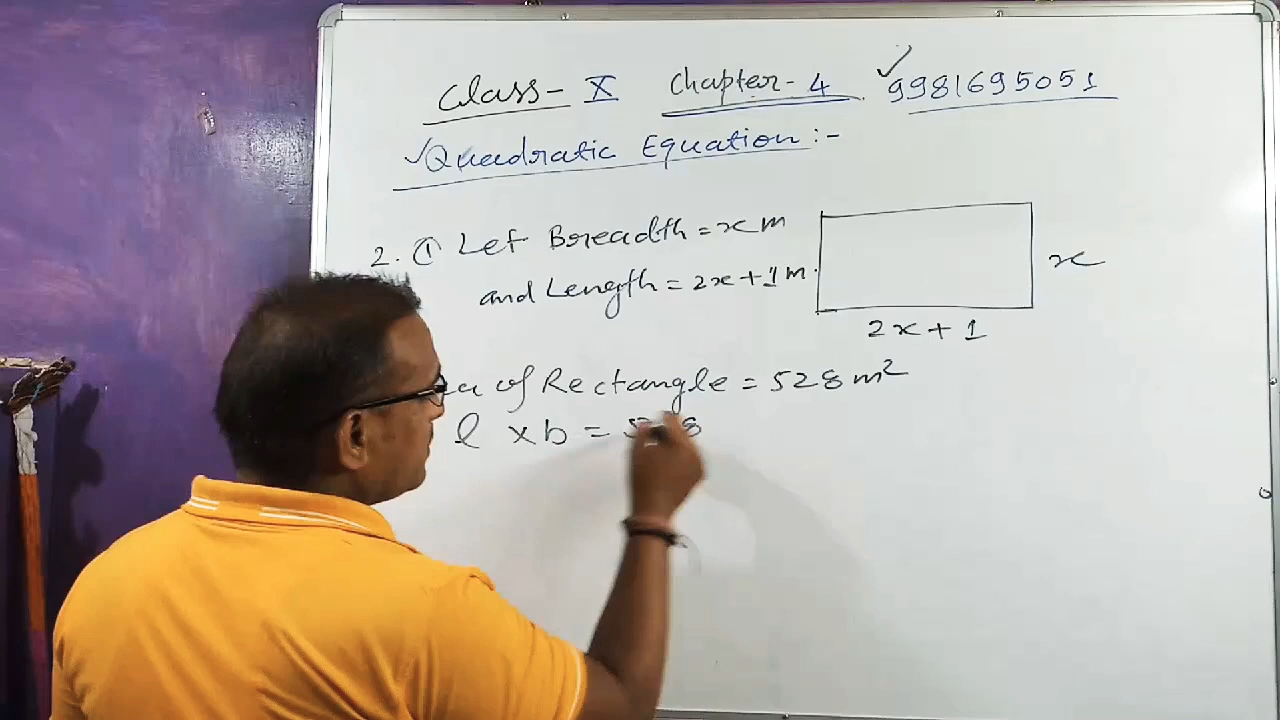 Class - X Chapter - 4 ✓9981695051
✓Quadratic Equation :-
2. ① Let Breadth = x m
and Length = 2x + 1 m.
x
2x + 1
of Rectangle = 528 m²
l × b =